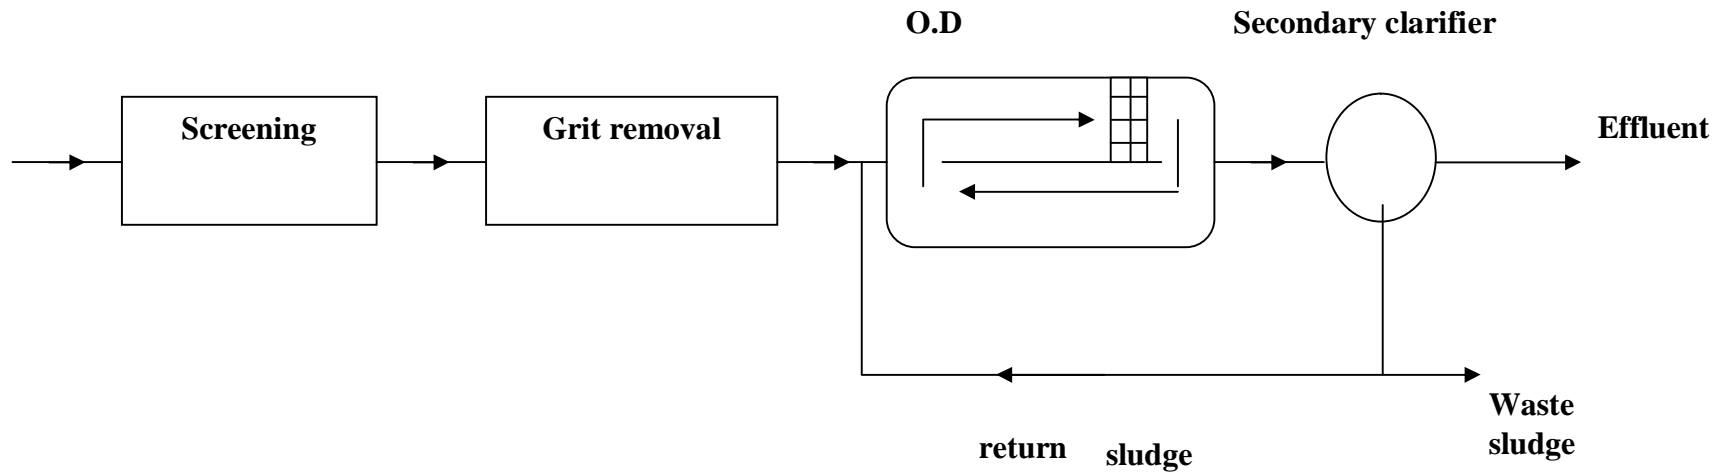 O.D
Secondary clarifier
Screening
Grit removal
Effluent
Waste
sludge
return sludge